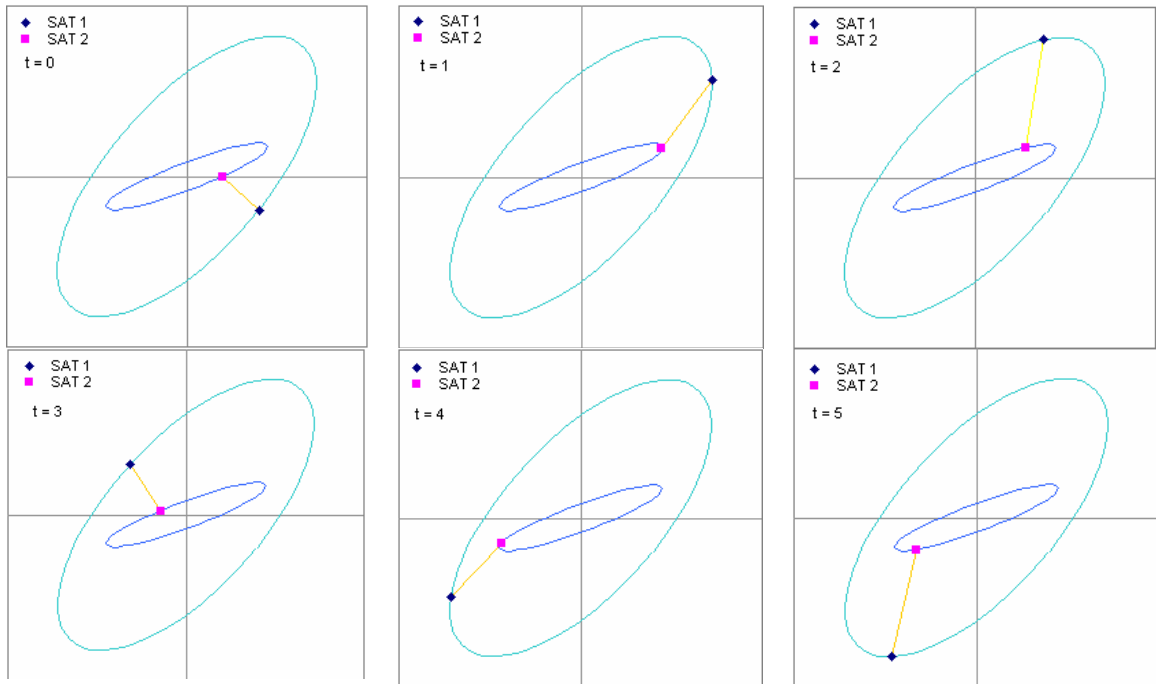 SAT 1
SAT 2
t = 0
SAT 1
SAT 2
t = 1
SAT 1
SAT 2
t = 2
SAT 1
SAT 2
t = 3
SAT 1
SAT 2
t = 4
SAT 1
SAT 2
t = 5